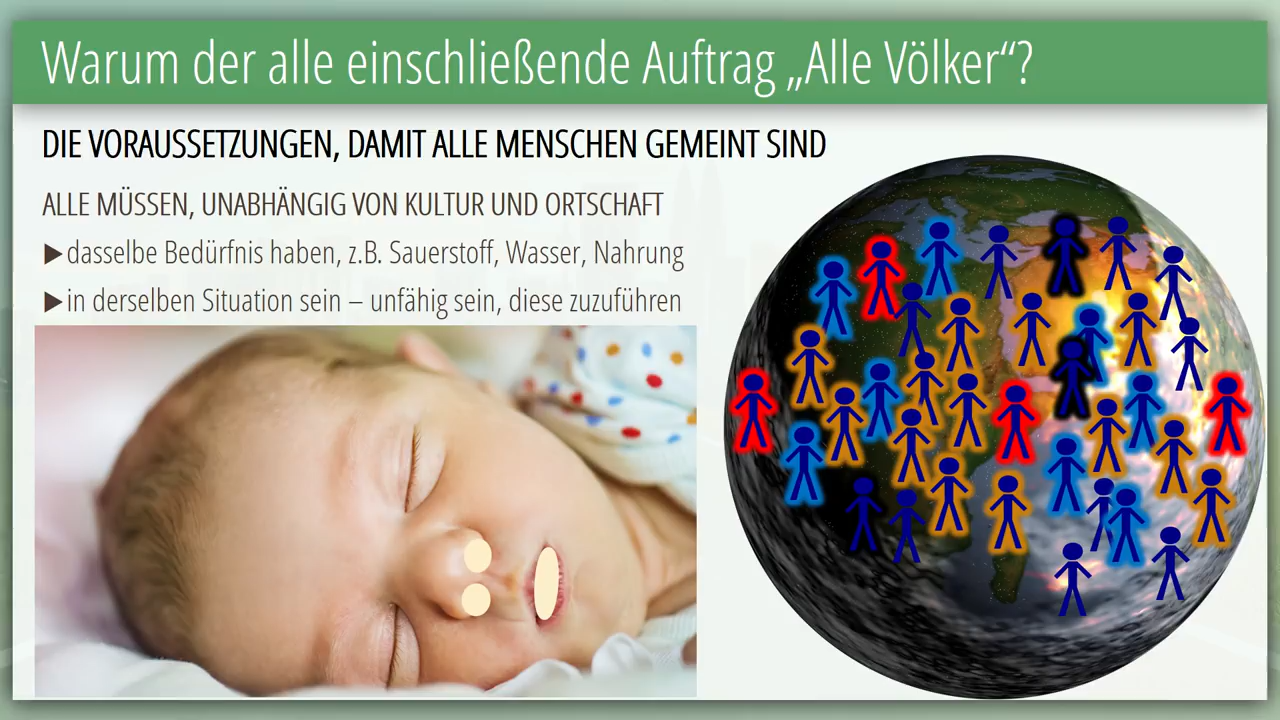 Warum der alle einschließende Auftrag „Alle Völker“?
DIE VORAUSSETZUNGEN, DAMIT ALLE MENSCHEN GEMEINT SIND
ALLE MÜSSEN, UNABHÄNGIG VON KULTUR UND ORTSCHAFT
▶dasselbe Bedürfnis haben, z.B. Sauerstoff, Wasser, Nahrung
▶in derselben Situation sein – unfähig sein, diese zuzuführen